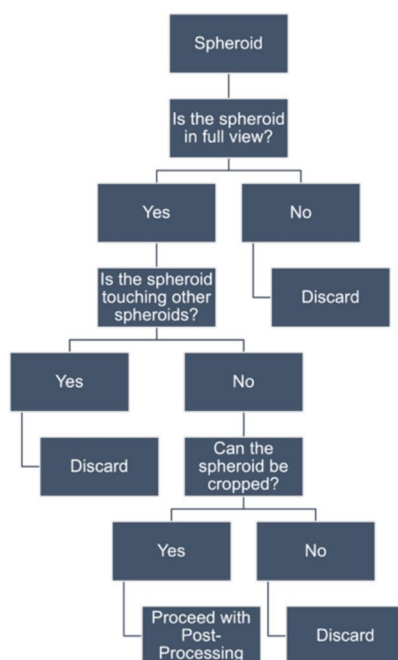 Spheroid
Is the spheroid
in full view?
Yes
No
Is the spheroid
touching other
spheroids?
Discard
Yes
No
Discard
Can the
spheroid be
cropped?
Yes
No
Proceed with
Post-
Processing
Discard